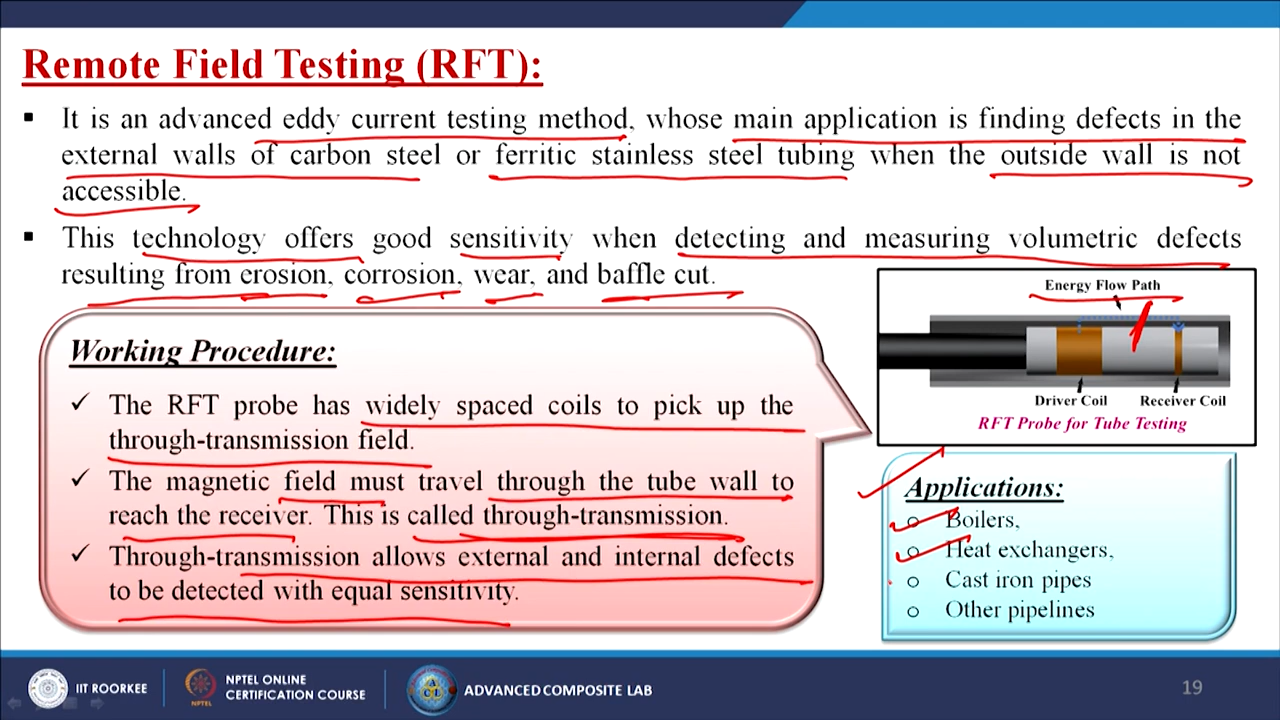 Remote Field Testing (RFT):
▪ It is an advanced eddy current testing method, whose main application is finding defects in the
external walls of carbon steel or ferritic stainless steel tubing when the outside wall is not
accessible.
▪ This technology offers good sensitivity when detecting and measuring volumetric defects
resulting from erosion, corrosion, wear, and baffle cut.
Working Procedure:
✓ The RFT probe has widely spaced coils to pick up the
through-transmission field.
✓ The magnetic field must travel through the tube wall to
reach the receiver. This is called through-transmission.
✓ Through-transmission allows external and internal defects
to be detected with equal sensitivity.
Energy Flow Path
Driver Coil Receiver Coil
RFT Probe for Tube Testing
Applications:
o Boilers,
o Heat exchangers,
o Cast iron pipes
o Other pipelines
IIT ROORKEE
NPTEL
NPTEL ONLINE
CERTIFICATION COURSE
ACL
ADVANCED COMPOSITE LAB
19